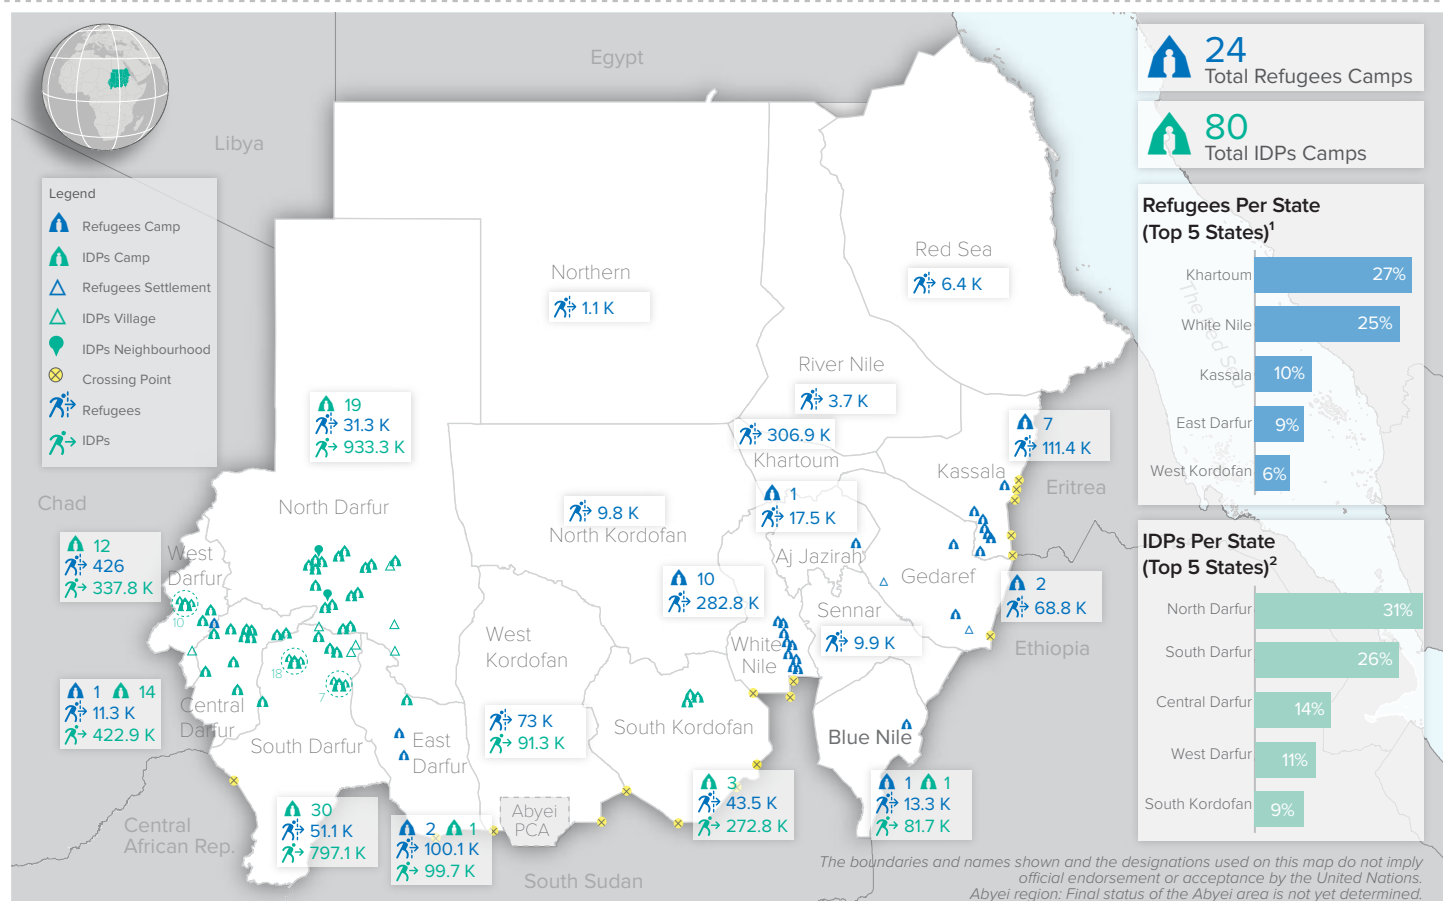 Egypt
Libya
Chad
Central
African Rep.
South Sudan
Ethiopia
Eritrea
The Red Sea
Legend
Refugees Camp
IDPs Camp
Refugees Settlement
IDPs Village
IDPs Neighbourhood
Crossing Point
Refugees
IDPs
Northern
1.1 K
Red Sea
6.4 K
River Nile
3.7 K
306.9 K
Khartoum
7
111.4 K
Kassala
19
31.3 K
933.3 K
North Darfur
9.8 K
North Kordofan
1
17.5 K
Aj Jazirah
12
426
337.8 K
West
Darfur
10
10
282.8 K
White
Nile
Gedaref
2
68.8 K
Sennar
9.9 K
West
Kordofan
73 K
91.3 K
18
7
1 14
11.3 K
422.9 K
Central
Darfur
South Darfur
30
51.1 K
797.1 K
East
Darfur
2 1
100.1 K
99.7 K
Abyei
PCA
South Kordofan
3
43.5 K
272.8 K
Blue Nile
1 1
13.3 K
81.7 K
24
Total Refugees Camps
80
Total IDPs Camps
Refugees Per State
(Top 5 States)¹
Khartoum 27%
White Nile 25%
Kassala 10%
East Darfur 9%
West Kordofan 6%
IDPs Per State
(Top 5 States)²
North Darfur 31%
South Darfur 26%
Central Darfur 14%
West Darfur 11%
South Kordofan 9%
The boundaries and names shown and the designations used on this map do not imply
official endorsement or acceptance by the United Nations.
Abyei region: Final status of the Abyei area is not yet determined.